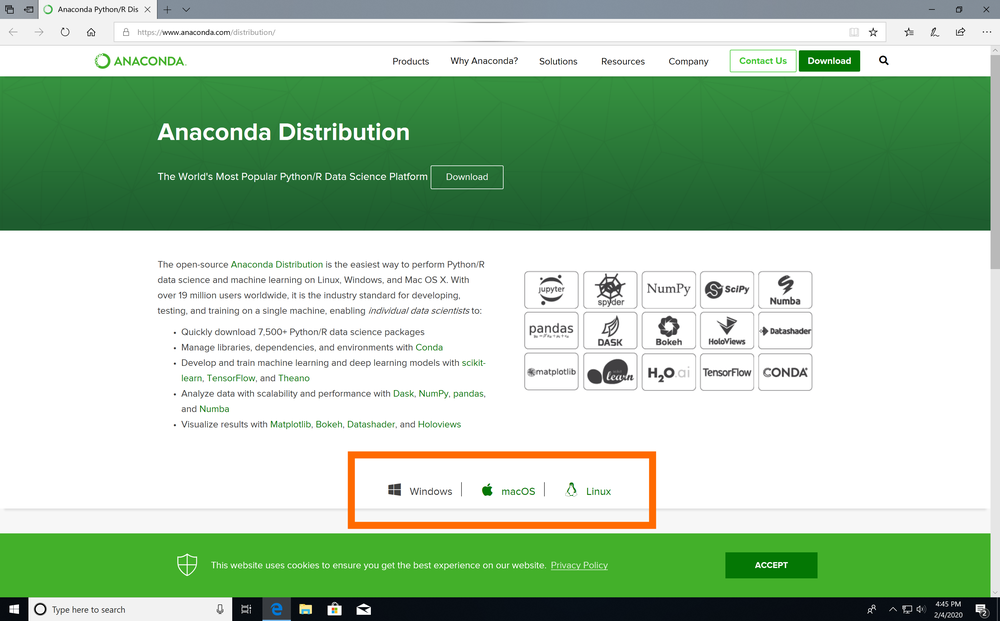 Anaconda Python/R Dis
https://www.anaconda.com/distribution/
ANACONDA.
Products
Why Anaconda?
Solutions
Resources
Company
Contact Us
Download
Anaconda Distribution
The World's Most Popular Python/R Data Science Platform
Download
The open-source Anaconda Distribution is the easiest way to perform Python/R
data science and machine learning on Linux, Windows, and Mac OS X. With
over 19 million users worldwide, it is the industry standard for developing,
testing, and training on a single machine, enabling individual data scientists to:
• Quickly download 7,500+ Python/R data science packages
• Manage libraries, dependencies, and environments with Conda
• Develop and train machine learning and deep learning models with scikit-
learn, TensorFlow, and Theano
• Analyze data with scalability and performance with Dask, NumPy, pandas,
and Numba
• Visualize results with Matplotlib, Bokeh, Datashader, and Holoviews
jupyter
spyder
NumPy
SciPy
Numba
pandas
DASK
Bokeh
HoloViews
Datashader
matplotlib
learn
H2O.ai
TensorFlow
CONDA
Windows
macOS
Linux
This website uses cookies to ensure you get the best experience on our website. Privacy Policy
ACCEPT
Type here to search
4:45 PM
2/4/2020
2